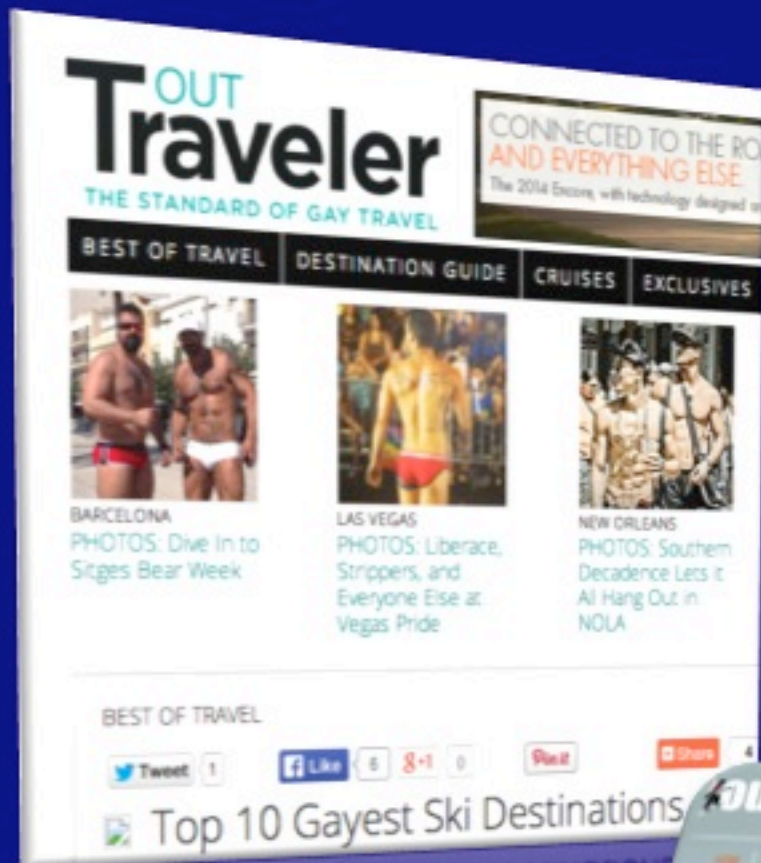 OUT
Traveler
THE STANDARD OF GAY TRAVEL
CONNECTED TO THE
AND EVERYTHING ELSE.
The 2014 Encore, with technology designed
BEST OF TRAVEL
DESTINATION GUIDE
CRUISES
EXCLUSIVES
BARCELONA
PHOTOS: Dive In to
Sitges Bear Week
LAS VEGAS
PHOTOS: Liberace,
Strippers, and
Everyone Else at
Vegas Pride
NEW ORLEANS
PHOTOS: Southern
Decadence Lets it
All Hang Out in
NOLA
BEST OF TRAVEL
Tweet 1
Like 6
g+1 0
Pin it
Share 4
Top 10 Gayest Ski Destinations